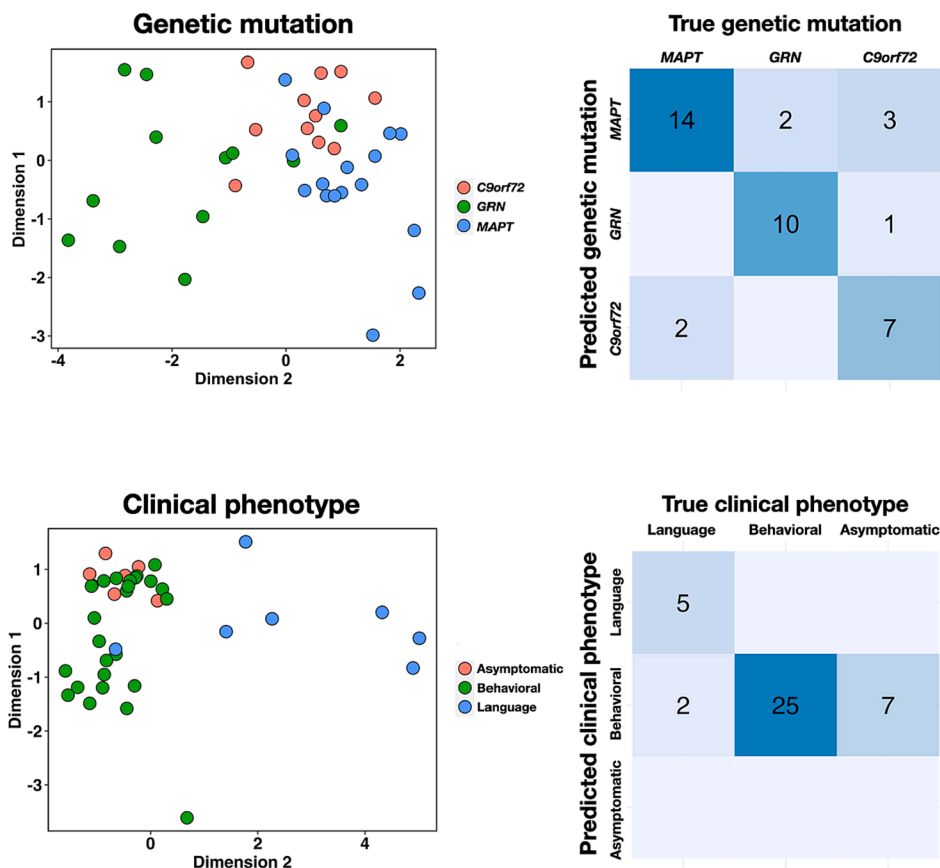 Genetic mutation
1
0
-1
-2
-3
Dimension 1
-4
-2
0
2
Dimension 2
C9orf72
GRN
MAPT
True genetic mutation
MAPT
GRN
C9orf72
Predicted genetic mutation
MAPT
14
2
3
GRN
10
1
C9orf72
2
7
Clinical phenotype
1
0
-1
-2
-3
Dimension 1
0
2
4
Dimension 2
Asymptomatic
Behavioral
Language
True clinical phenotype
Language
Behavioral
Asymptomatic
Predicted clinical phenotype
Language
5
Behavioral
2
25
7
Asymptomatic